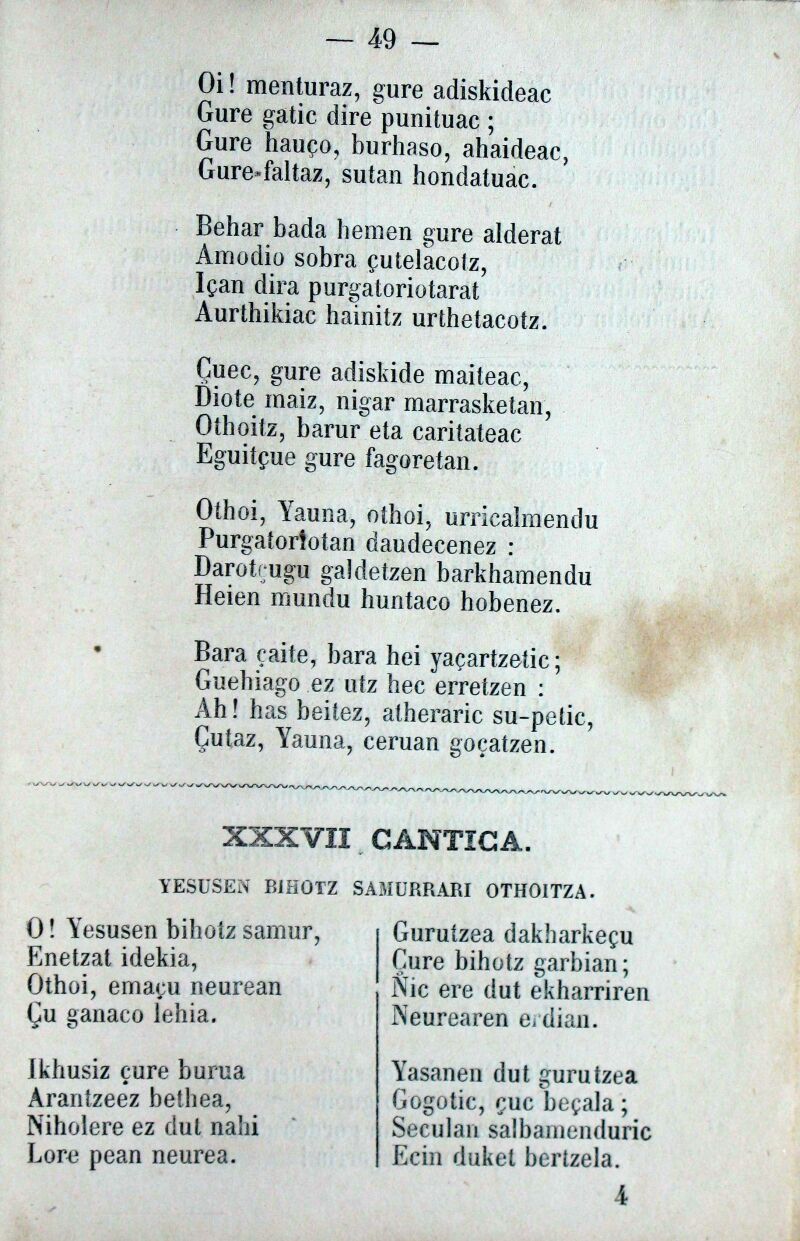 — 49 —
Oi! menturaz, gure adiskideac
Gure gatic dire punituac ;
Gure hauço, burhaso, ahaideac,
Gure-faltaz, sutan hondatuac.
Behar bada hemen gure alderat
Amodio sobra çutelacotz,
Içan dira purgatoriotarat
Aurthikiac hainitz urthetacotz.
Çuec, gure adiskide maiteac,
Diote maiz, nigar marrasketan,
Othoitz, barur eta caritateac
Eguitçue gure fagoretan.
Othoi, Yauna, othoi, urricalmendu
Purgatoriotan daudecenez :
Darotçugu galdetzen barkhamendu
Heien mundu huntaco hobenez.
Bara çaite, bara hei yaçartzetic ;
Guehiago ez utz hec erretzen :
Ah! has beitez, atheraric su-petic,
Çutaz, Yauna, ceruan goçatzen.
XXXVII CANTICA.
YESUSEN BIHOTZ SAMURRARI OTHOITZA.
O! Yesusen bihotz samur,
Enetzat idekia,
Othoi, emaçu neurean
Çu ganaco lehia.
Ikhusiz çure burua
Arantzeez bethea,
Niholere ez dut nahi
Lore pean neurea.
Gurutzea dakharkeçu
Çure bihotz garbian;
Nic ere dut ekharriren
Neurearen erdian.
Yasanen dut gurutzea
Gogotic, çuc beçala ;
Seculan salbamenduric
Ecin duket bertzela.
4